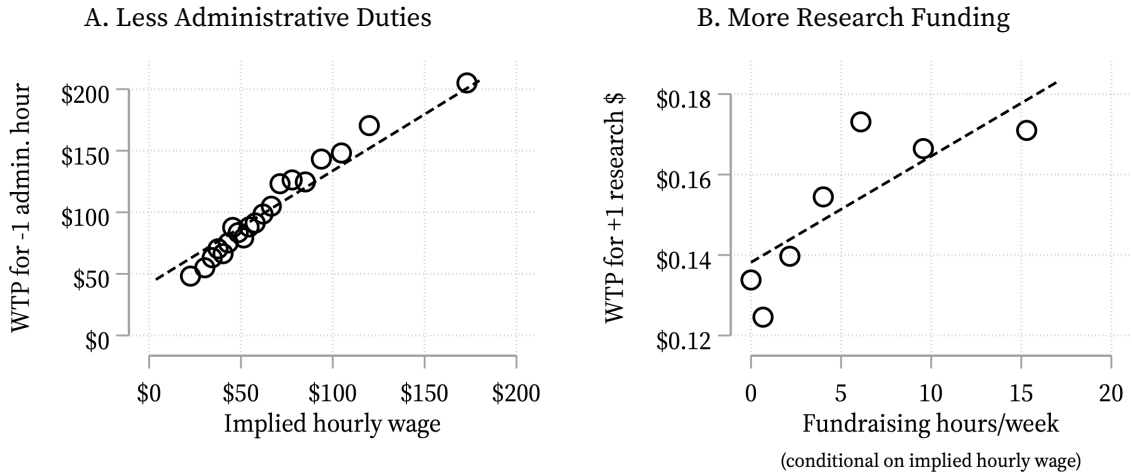 A. Less Administrative Duties
WTP for -1 admin. hour
$200
$150
$100
$50
$0
$0 $50 $100 $150 $200
Implied hourly wage
B. More Research Funding
WTP for +1 research $
$0.18
$0.16
$0.14
$0.12
0 5 10 15 20
Fundraising hours/week
(conditional on implied hourly wage)